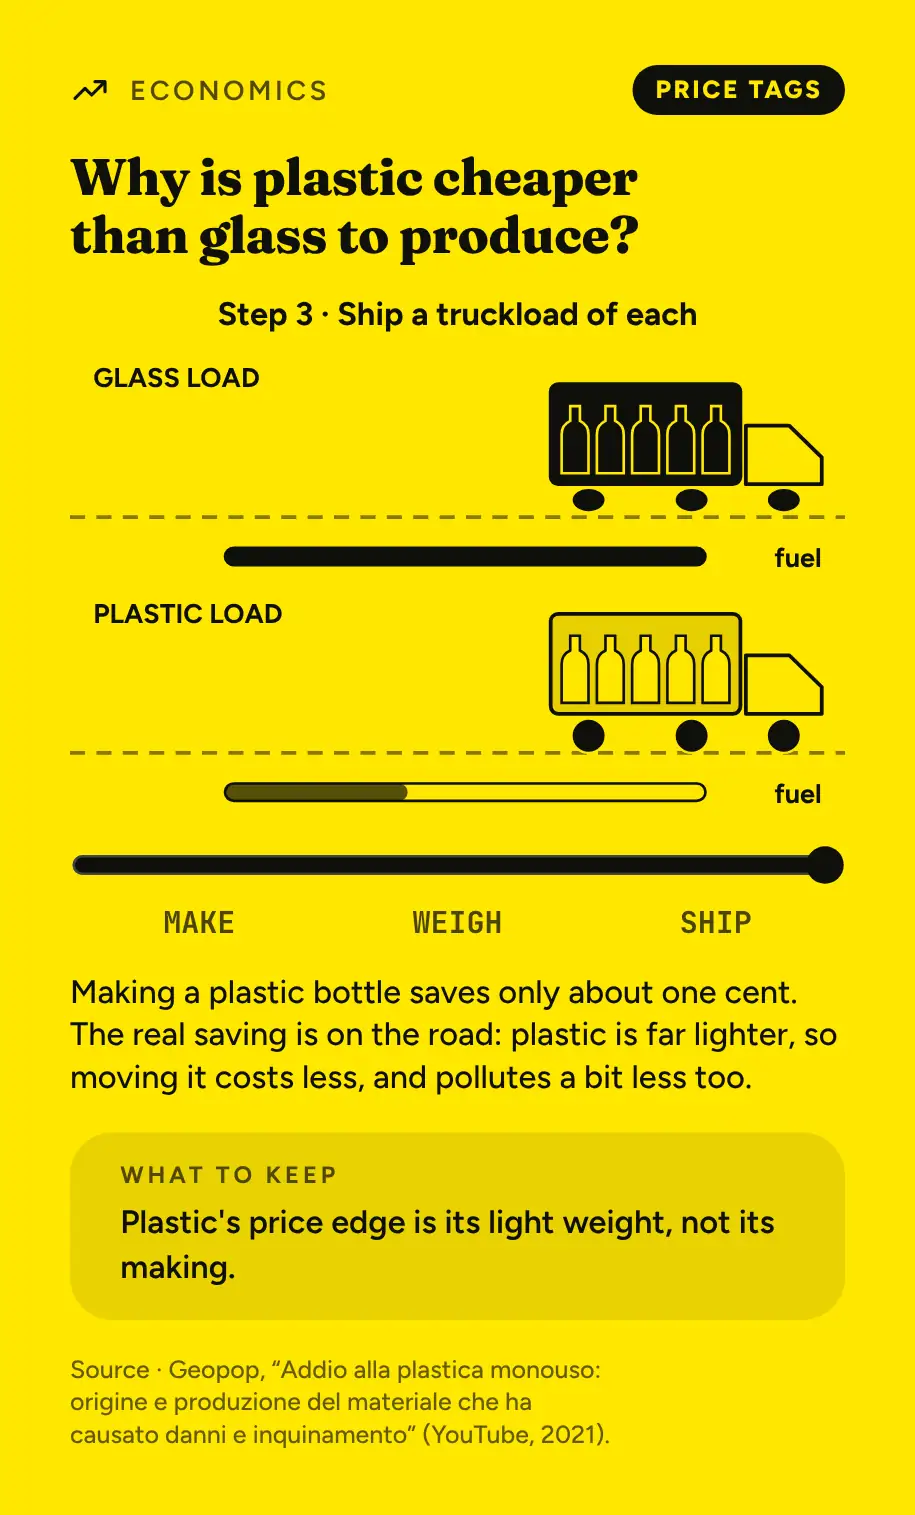 ECONOMICS
PRICE TAGS
Why is plastic cheaper
than glass to produce?
Step 3 · Ship a truckload of each
GLASS LOAD
fuel
PLASTIC LOAD
fuel
MAKE WEIGH SHIP
Making a plastic bottle saves only about one cent.
The real saving is on the road: plastic is far lighter, so
moving it costs less, and pollutes a bit less too.
WHAT TO KEEP
Plastic's price edge is its light weight, not its
making.
Source · Geopop, “Addio alla plastica monouso:
origine e produzione del materiale che ha
causato danni e inquinamento“ (YouTube, 2021).